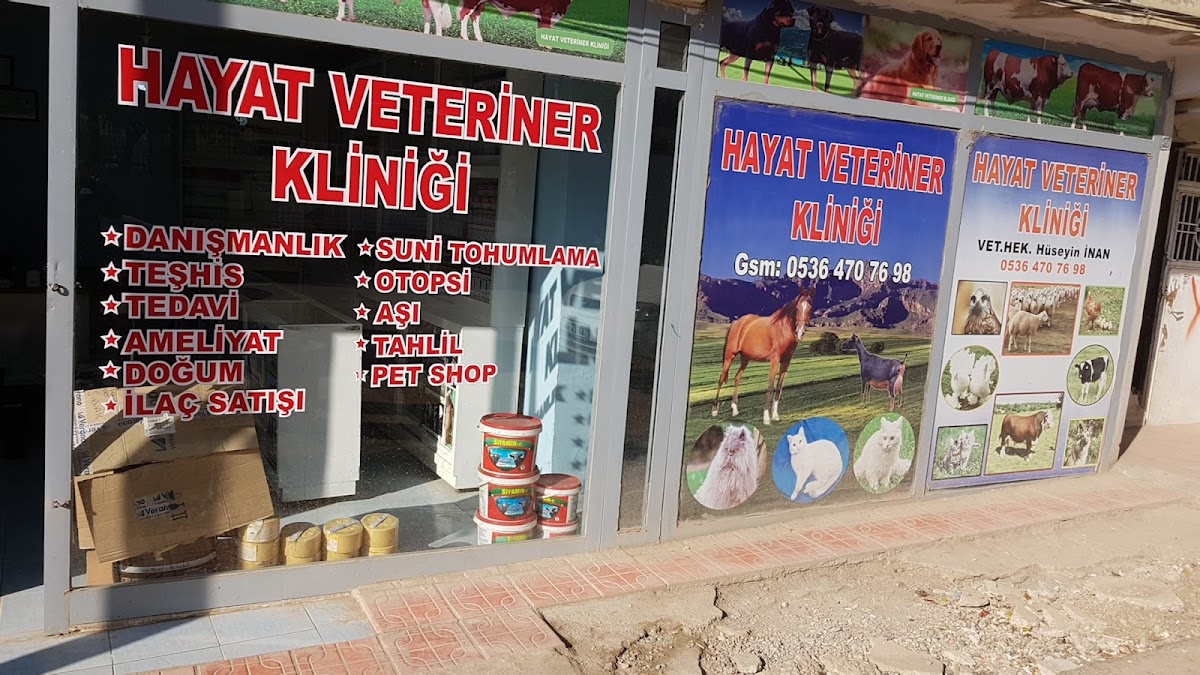 HAYAT VETERİNER KLİNİĞİ
HAYAT VETERİNER KLİNİĞİ
HAYAT VETERİNER
KLİNİĞİ
DANIŞMANLIK
TEŞHİS
TEDAVİ
AMELİYAT
DOĞUM
İLAÇ SATIŞI
SUNİ TOHUMLAMA
OTOPSİ
AŞI
TAHLİL
PET SHOP
HAYAT VETERİNER
KLİNİĞİ
Gsm: 0536 470 76 98
HAYAT VETERİNER
KLİNİĞİ
VET.HEK. Hüseyin İNAN
0536 470 76 98